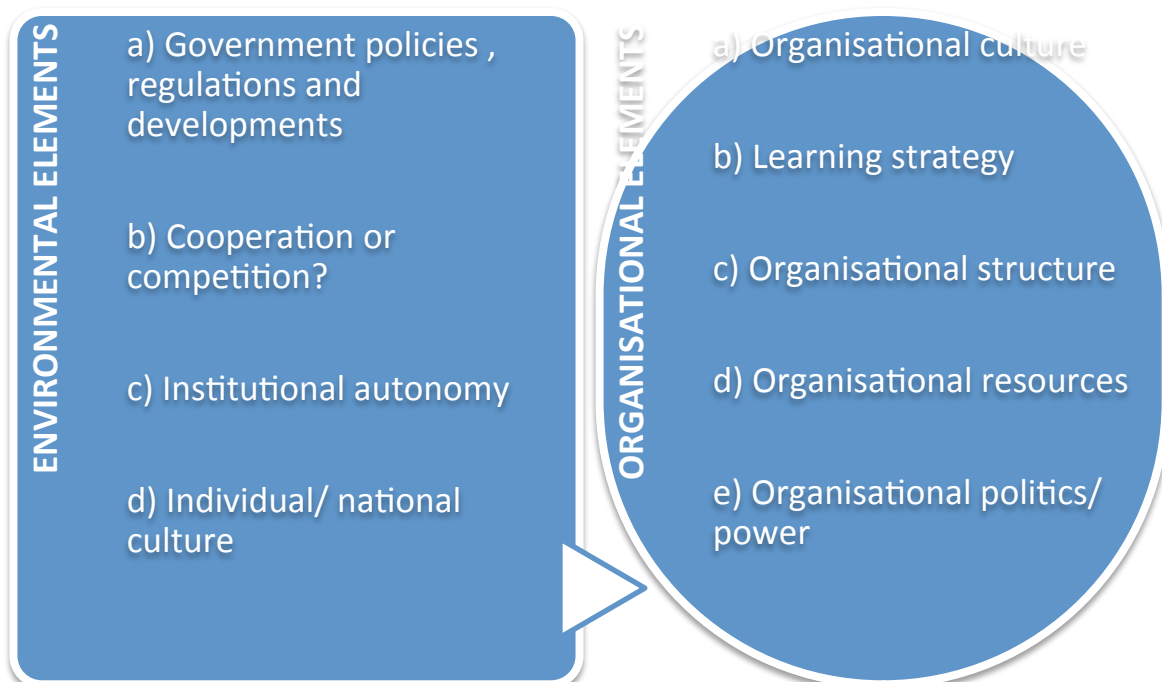 ENVIRONMENTAL ELEMENTS
a) Government policies ,
regulations and
developments
b) Cooperation or
competition?
c) Institutional autonomy
d) Individual/ national
culture
ORGANISATIONAL ELEMENTS
a) Organisational culture
b) Learning strategy
c) Organisational structure
d) Organisational resources
e) Organisational politics/
power